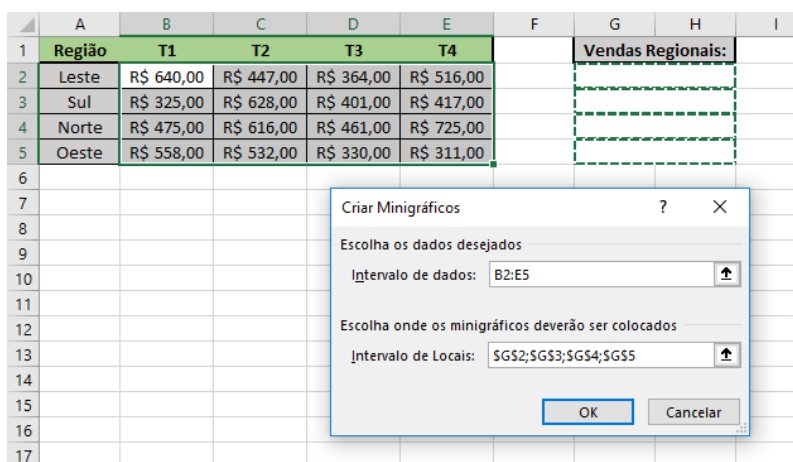 A B C D E F G H I
1 Região T1 T2 T3 T4 Vendas Regionais:
2 Leste R$ 640,00 R$ 447,00 R$ 364,00 R$ 516,00
3 Sul R$ 325,00 R$ 628,00 R$ 401,00 R$ 417,00
4 Norte R$ 475,00 R$ 616,00 R$ 461,00 R$ 725,00
5 Oeste R$ 558,00 R$ 532,00 R$ 330,00 R$ 311,00
6
7
8
9
10
11
12
13
14
15
16
17
Criar Minigráficos ?
Escolha os dados desejados
Intervalo de dados: B2:E5
Escolha onde os minigráficos deverão ser colocados
Intervalo de Locais: $G$2;$G$3;$G$4;$G$5
OK Cancelar